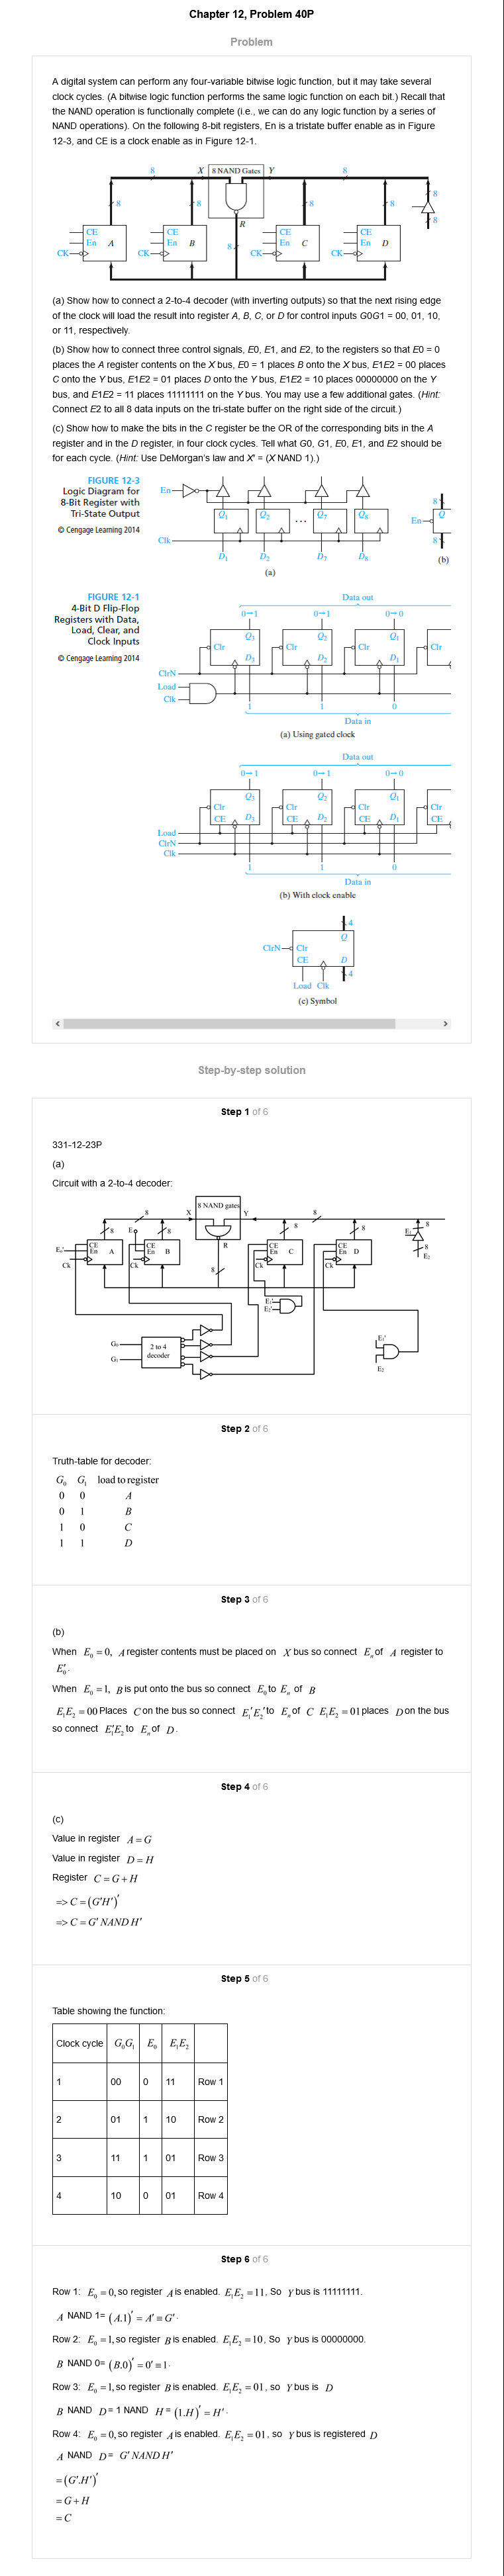 Chapter 12, Problem 40P
Problem
A digital system can perform any four-variable bitwise logic function, but it may take several
clock cycles. (A bitwise logic function performs the same logic function on each bit.) Recall that
the NAND operation is functionally complete (i.e., we can do any logic function by a series of
NAND operations). On the following 8-bit registers, En is a tristate buffer enable as in Figure
12-3, and CE is a clock enable as in Figure 12-1.
8 X 8 NAND Gates Y 8
8 8 8 8 8
8
R
CE CE CE CE
En A En B 8 En C En D
CK CK CK CK
(a) Show how to connect a 2-to-4 decoder (with inverting outputs) so that the next rising edge
of the clock will load the result into register A, B, C, or D for control inputs G0G1 = 00, 01, 10,
or 11, respectively.
(b) Show how to connect three control signals, E0, E1, and E2, to the registers so that E0 = 0
places the A register contents on the X bus, E0 = 1 places B onto the X bus, E1E2 = 00 places
C onto the Y bus, E1E2 = 01 places D onto the Y bus, E1E2 = 10 places 00000000 on the Y
bus, and E1E2 = 11 places 11111111 on the Y bus. You may use a few additional gates. (Hint:
Connect E2 to all 8 data inputs on the tri-state buffer on the right side of the circuit.)
(c) Show how to make the bits in the C register be the OR of the corresponding bits in the A
register and in the D register, in four clock cycles. Tell what G0, G1, E0, E1, and E2 should be
for each cycle. (Hint: Use DeMorgan's law and X' = (X NAND 1).)
FIGURE 12-3
Logic Diagram for
8-Bit Register with
Tri-State Output
© Cengage Learning 2014
En
Q1 Q2 ... Q7 Q8
Clk
D1 D2 D7 D8
(a)
8
En Q
8
(b)
FIGURE 12-1
4-Bit D Flip-Flop
Registers with Data,
Load, Clear, and
Clock Inputs
© Cengage Learning 2014
Data out
0→1 0→1 0→0
Q3 Q2 Q1
Clr Clr Clr Clr
D3 D2 D1
ClrN
Load
Clk
1 1 0
Data in
(a) Using gated clock
Data out
0→1 0→1 0→0
Q3 Q2 Q1
Clr Clr Clr Clr
CE D3 CE D2 CE D1 CE
Load
ClrN
Clk
1 1 0
Data in
(b) With clock enable
4
Q
ClrN Clr
CE D
4
Load Clk
(c) Symbol
Step-by-step solution
Step 1 of 6
331-12-23P
(a)
Circuit with a 2-to-4 decoder:
8 NAND gates
X Y
8 8
8 8 8 8 8
E0' E0 R E1
CE CE CE CE
En A En B En C En D
8 E2
Ck Ck Ck Ck
E1'
E2'
G0
G1
2 to 4
decoder
E1'
E2
Step 2 of 6
Truth-table for decoder:
G0 G1 load to register
0 0 A
0 1 B
1 0 C
1 1 D
Step 3 of 6
(b)
When E0 = 0, A register contents must be placed on X bus so connect En of A register to
E0'.
When E0 = 1, B is put onto the bus so connect E0 to En of B
E1E2 = 00 Places C on the bus so connect E1'E2' to En of C E1E2 = 01 places D on the bus
so connect E1'E2 to En of D.
Step 4 of 6
(c)
Value in register A = G
Value in register D = H
Register C = G + H
=> C = (G'H')'
=> C = G' NAND H'
Step 5 of 6
Table showing the function:
Clock cycle G0G1 E0 E1E2
1 00 0 11 Row 1
2 01 1 10 Row 2
3 11 1 01 Row 3
4 10 0 01 Row 4
Step 6 of 6
Row 1: E0 = 0, so register A is enabled. E1E2 = 11, So Y bus is 11111111.
A NAND 1= (A.1)' = A' ≡ G'.
Row 2: E0 = 1, so register B is enabled. E1E2 = 10, So Y bus is 00000000.
B NAND 0= (B.0)' = 0' ≡ 1.
Row 3: E0 = 1, so register B is enabled. E1E2 = 01, so Y bus is D
B NAND D = 1 NAND H = (1.H)' = H'.
Row 4: E0 = 0, so register A is enabled. E1E2 = 01, so Y bus is registered D
A NAND D = G' NAND H'
= (G'.H')'
= G + H
= C